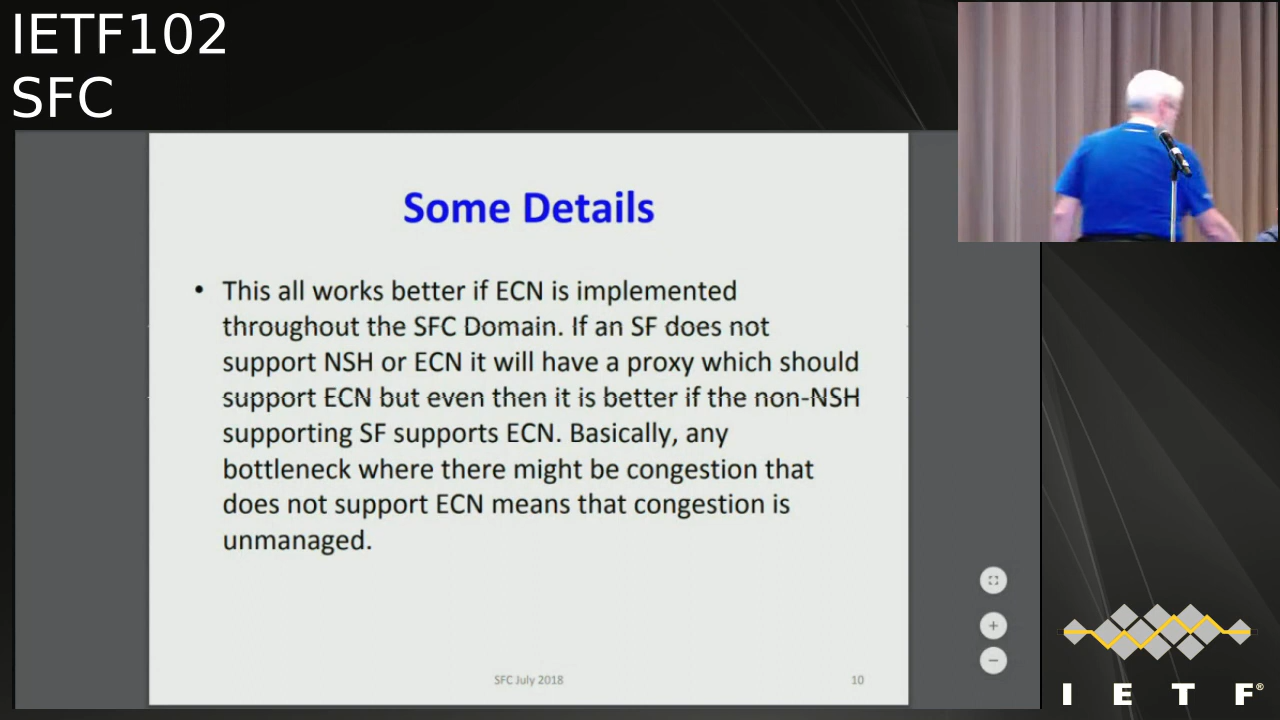 IETF102
SFC
Some Details
• This all works better if ECN is implemented
throughout the SFC Domain. If an SF does not
support NSH or ECN it will have a proxy which should
support ECN but even then it is better if the non-NSH
supporting SF supports ECN. Basically, any
bottleneck where there might be congestion that
does not support ECN means that congestion is
unmanaged.
SFC July 2018
10
I E T F®